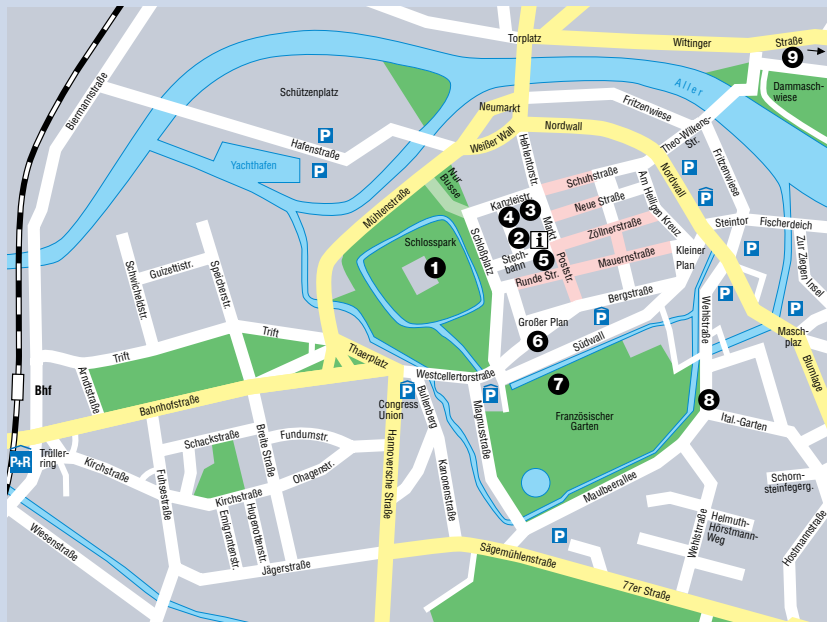 Torplatz
Wittinger
Straße
9
Biermannstraße
Schützenplatz
Aller
Dammasch-
wiese
Neumarkt
Fritzenwiese
P
Hafenstraße
Weißer Wall
Nordwall
Theo-Wilkens-
Str.
Yachthafen
P
Hehlentorstr.
Fritzenwiese
P
Nur
Busse
Schuhstraße
Nordwall
P
Mühlenstraße
Kanzleistr.
3
4
Neue Straße
Am Heiligen Kreuz
Markt
Steintor
Fischerdeich
Schlosspark
Schloßplatz
2
i
Zöllnerstraße
P
Zur Ziegen Insel
Kleiner
Plan
Stech-
bahn
5
Poststr.
Mauernstraße
1
Runde Str.
Schwicheldtstr.
Guizettistr.
Speicherstr.
Bergstraße
P
Wehlstraße
P
Großer Plan
P
6
Südwall
Masch-
plaz
Trift
Trift
Thaerplatz
Blumlage
Westcellertorstraße
Bhf
Arndtstraße
P
P
7
8
Bahnhofstraße
Congress
Union
Bullenberg
Magnusstraße
Französischer
Garten
Ital.-Garten
Schackstraße
Fundumstr.
Breite Straße
P+R
Trüller-
ring
Kirchstraße
Fuhsestraße
Ohagenstr.
Hannoversche Straße
Kanonenstraße
Maulbeerallee
Schorn-
steinfegerg.
Kirchstraße
Emigrantenstr.
Hugenottenstr.
Wehlstraße
Helmuth-
Hörstmann-
Weg
Wiesenstraße
P
Hostmannstraße
Jägerstraße
Sägemühlenstraße
77er Straße